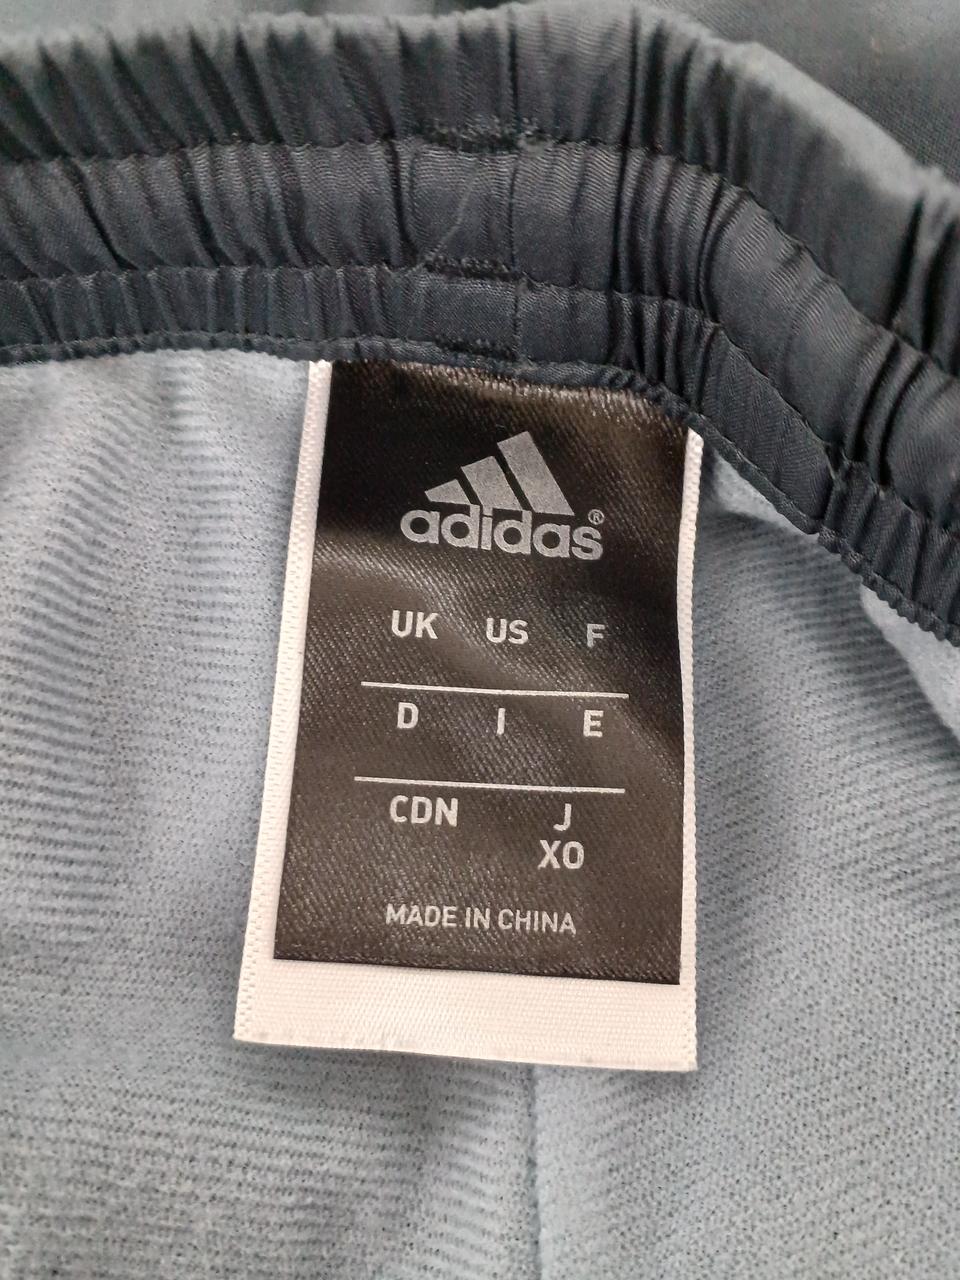 adidas®
UK US F
D I E
CDN J
XO
MADE IN CHINA